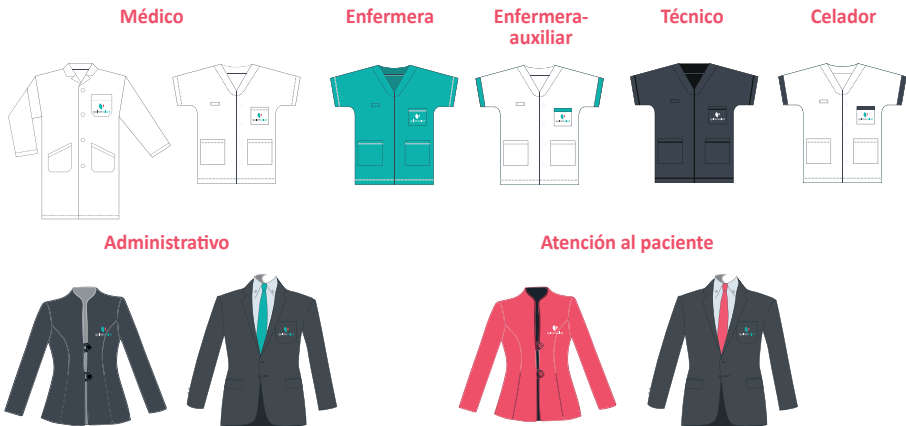 Médico
Enfermera
Enfermera-
auxiliar
Técnico
Celador
Administrativo
Atención al paciente